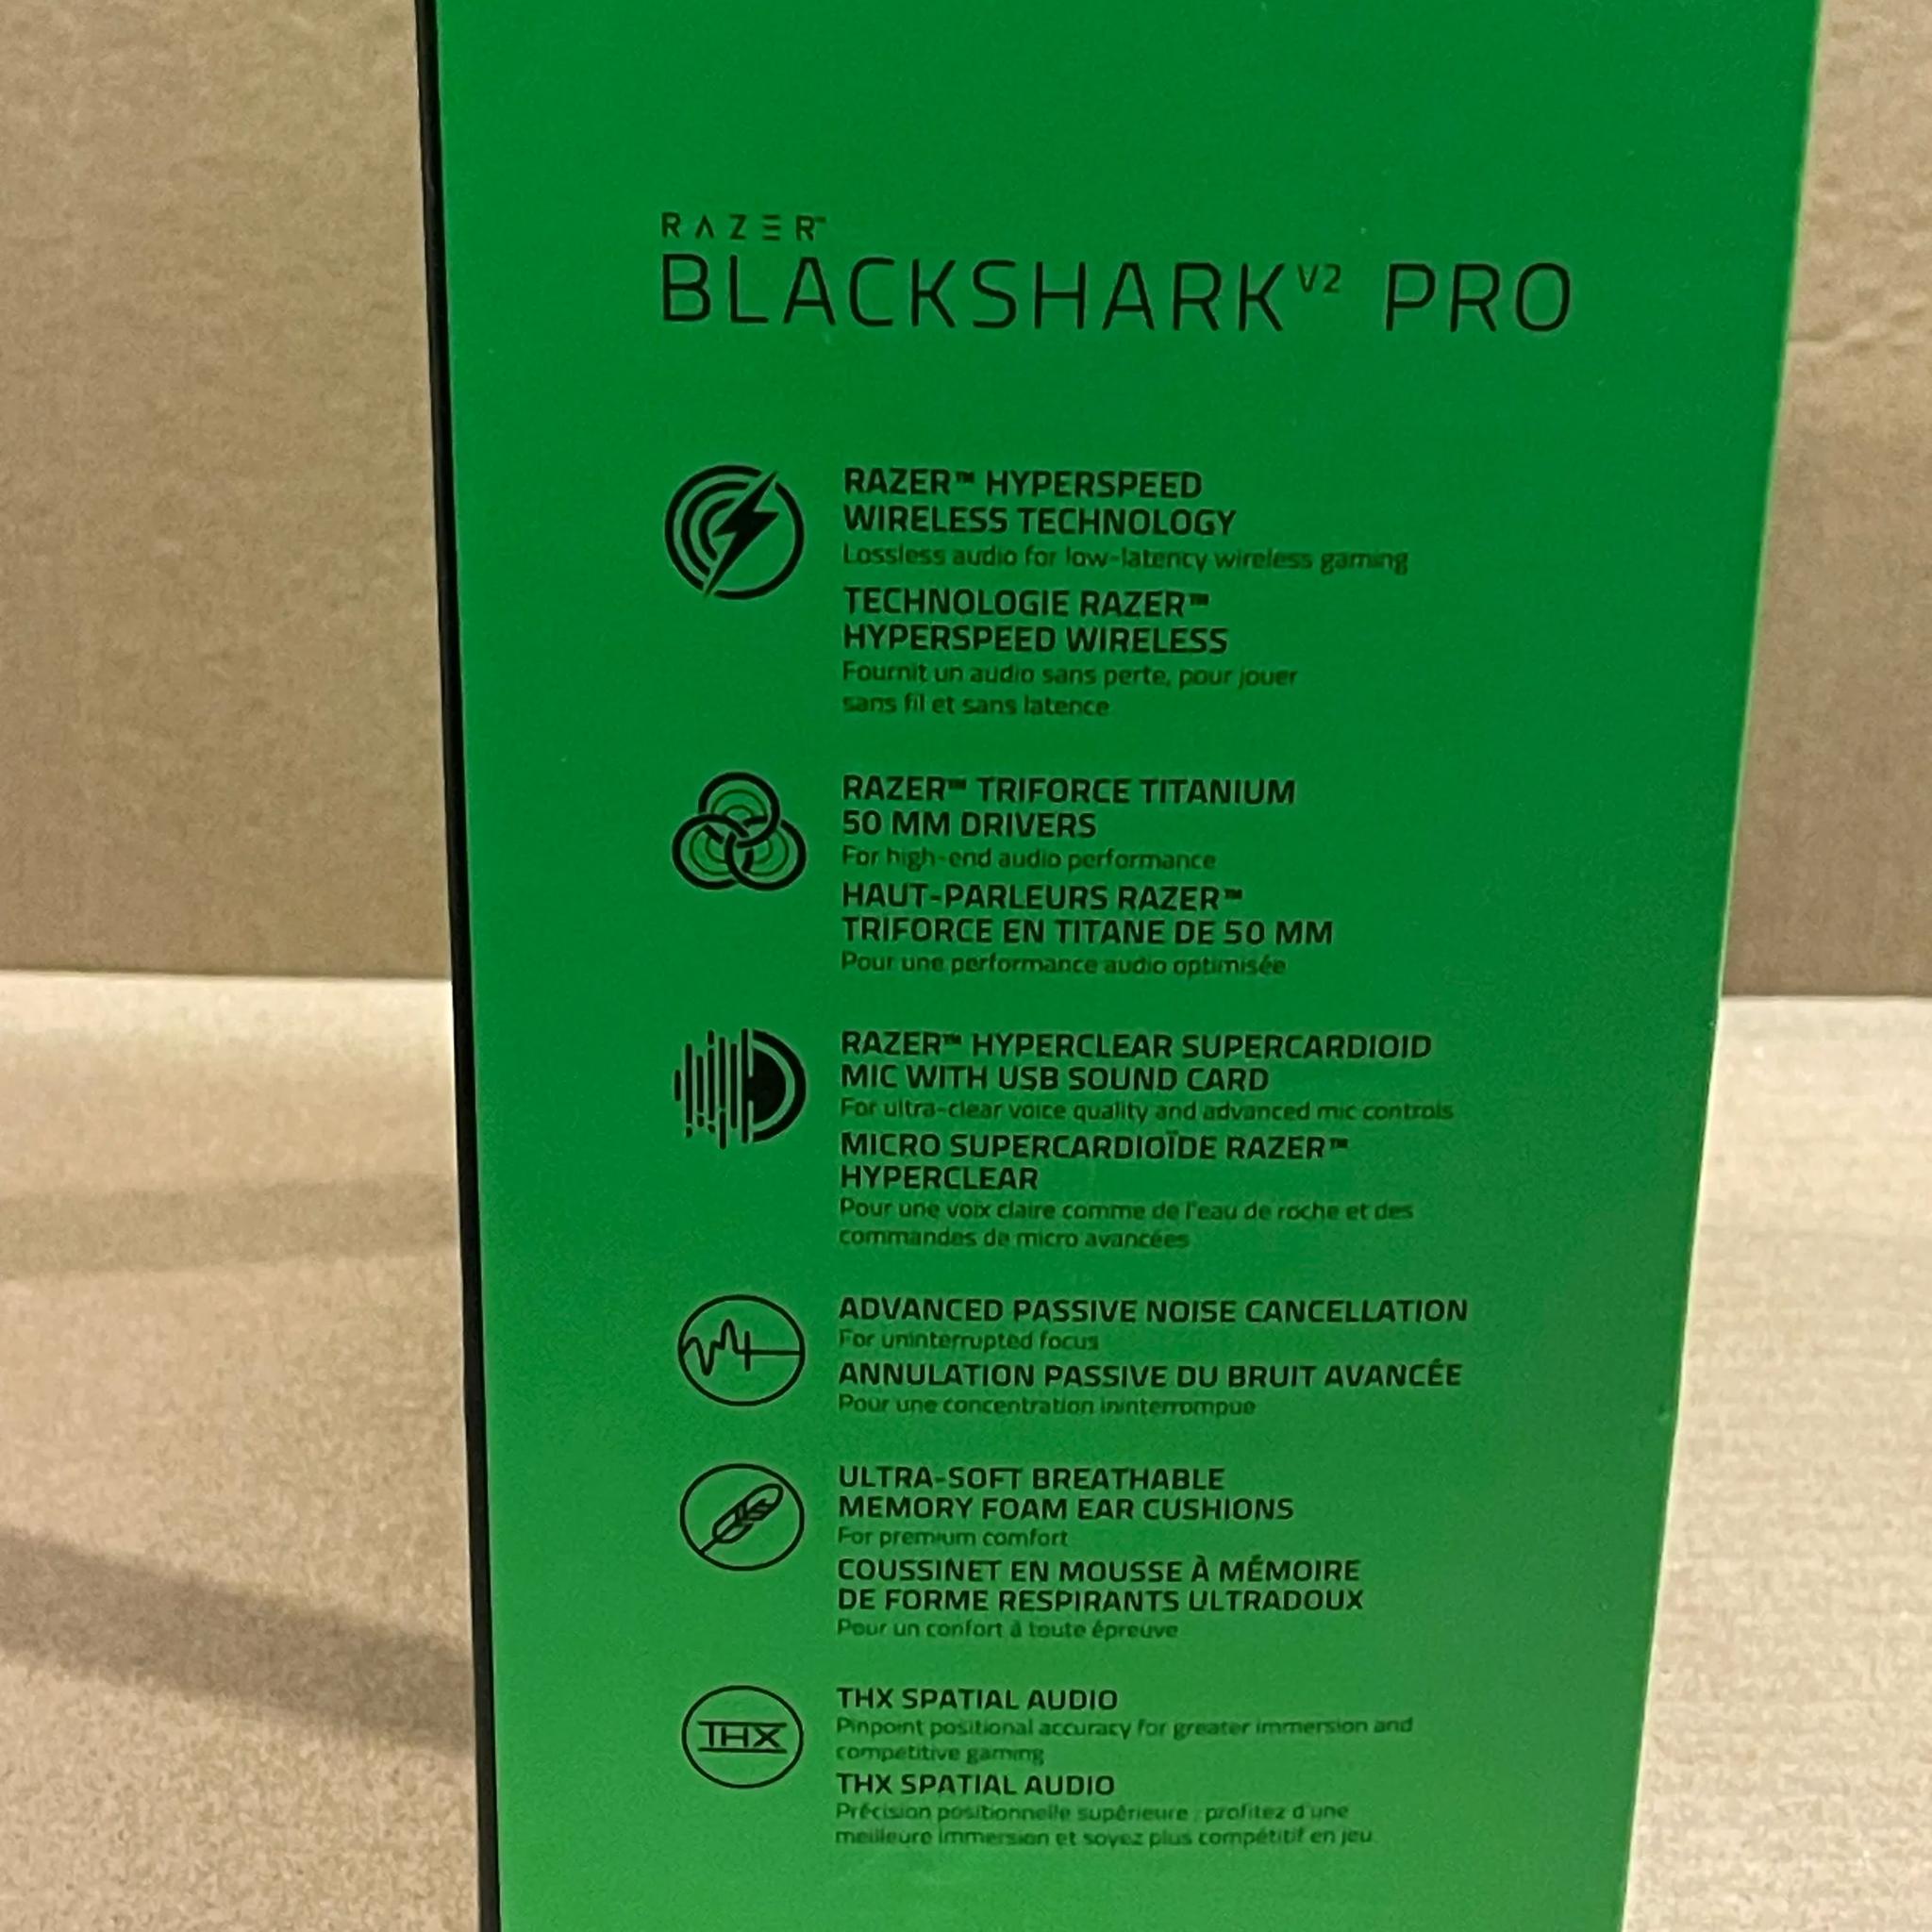 RAZER™
BLACKSHARK V2 PRO
RAZER™ HYPERSPEED
WIRELESS TECHNOLOGY
Lossless audio for low-latency wireless gaming
TECHNOLOGIE RAZER™
HYPERSPEED WIRELESS
Fournit un audio sans perte, pour jouer
sans fil et sans latence
RAZER™ TRIFORCE TITANIUM
50 MM DRIVERS
For high-end audio performance
HAUT-PARLEURS RAZER™
TRIFORCE EN TITANE DE 50 MM
Pour une performance audio optimisée
RAZER™ HYPERCLEAR SUPERCARDIOID
MIC WITH USB SOUND CARD
For ultra-clear voice quality and advanced mic controls
MICRO SUPERCARDIOÏDE RAZER™
HYPERCLEAR
Pour une voix claire comme de l'eau de roche et des
commandes de micro avancées
ADVANCED PASSIVE NOISE CANCELLATION
For uninterrupted focus
ANNULATION PASSIVE DU BRUIT AVANCÉE
Pour une concentration ininterrompue
ULTRA-SOFT BREATHABLE
MEMORY FOAM EAR CUSHIONS
For premium comfort
COUSSINET EN MOUSSE À MÉMOIRE
DE FORME RESPIRANTS ULTRADOUX
Pour un confort à toute épreuve
THX
THX SPATIAL AUDIO
Pinpoint positional accuracy for greater immersion and
competitive gaming
THX SPATIAL AUDIO
Précision positionnelle supérieure : profitez d'une
meilleure immersion et soyez plus compétitif en jeu